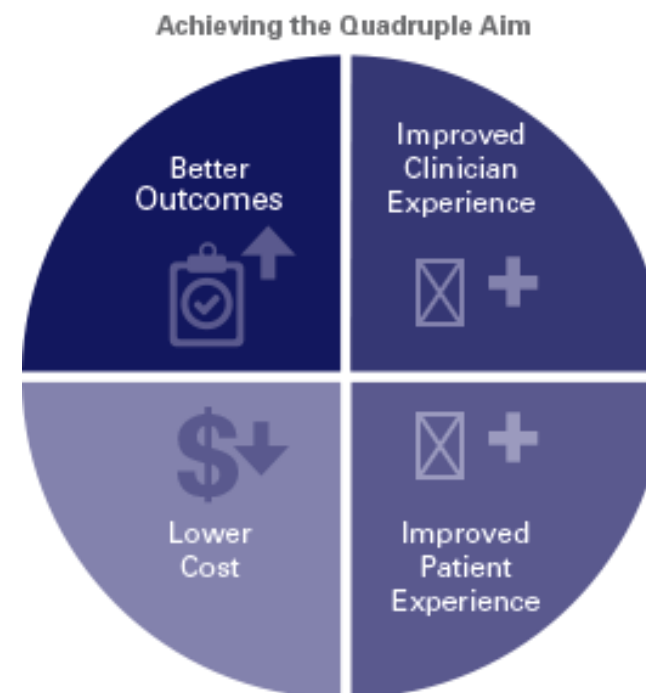 Achieving the Quadruple Aim
Better
Outcomes
Improved
Clinician
Experience
$
Lower
Cost
Improved
Patient
Experience